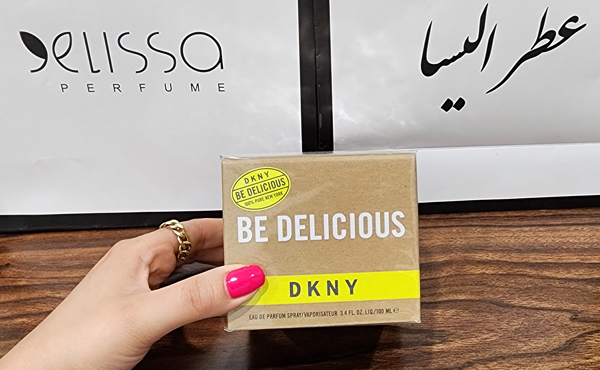 elissa
PERFUME
عطر الیسا
DKNY
BE DELICIOUS
100% PURE NEW YORK
BE DELICIOUS
DKNY
EAU DE PARFUM SPRAY/VAPORISATEUR 3.4 FL. OZ. LIQ./100 ML ℮